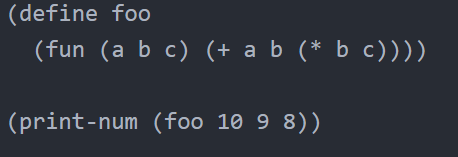 (define foo
  (fun (a b c) (+ a b (* b c))))
(print-num (foo 10 9 8))